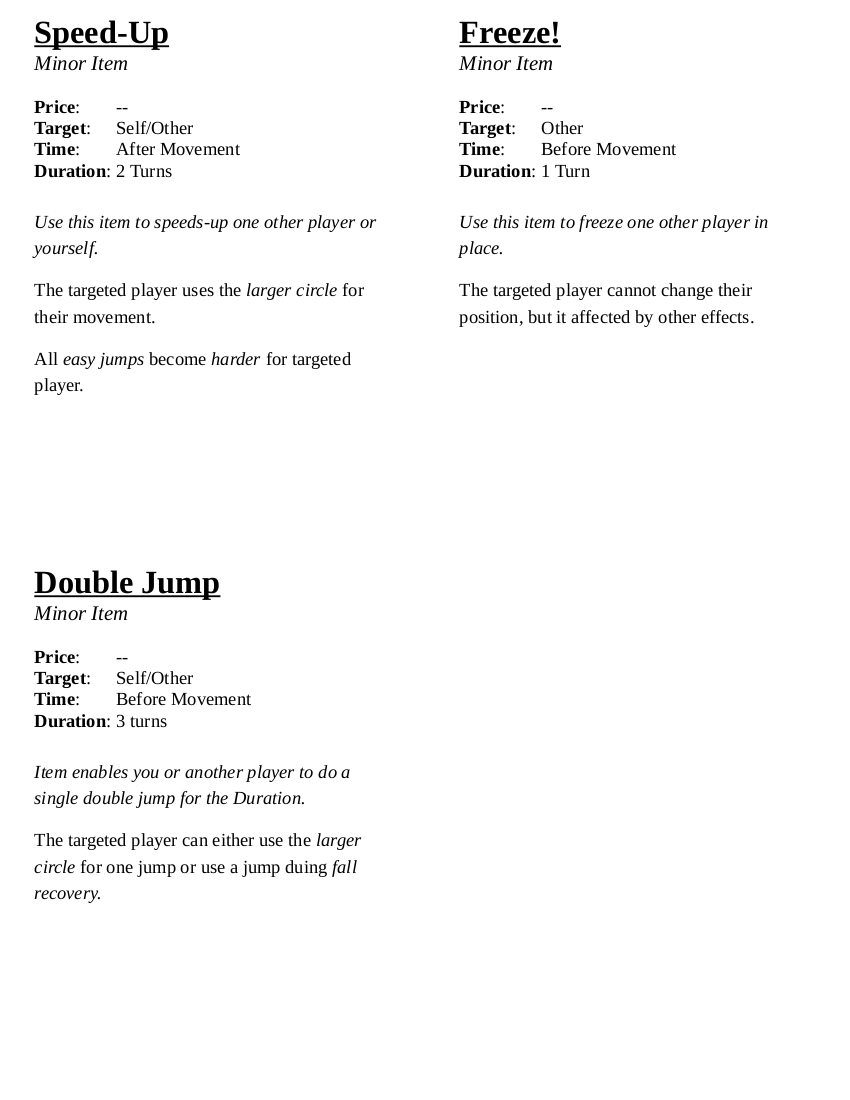 Speed-Up
Minor Item
Price: --
Target: Self/Other
Time: After Movement
Duration: 2 Turns
Use this item to speeds-up one other player or
yourself.
The targeted player uses the larger circle for
their movement.
All easy jumps become harder for targeted
player.
Freeze!
Minor Item
Price: --
Target: Other
Time: Before Movement
Duration: 1 Turn
Use this item to freeze one other player in
place.
The targeted player cannot change their
position, but it affected by other effects.
Double Jump
Minor Item
Price: --
Target: Self/Other
Time: Before Movement
Duration: 3 turns
Item enables you or another player to do a
single double jump for the Duration.
The targeted player can either use the larger
circle for one jump or use a jump duing fall
recovery.